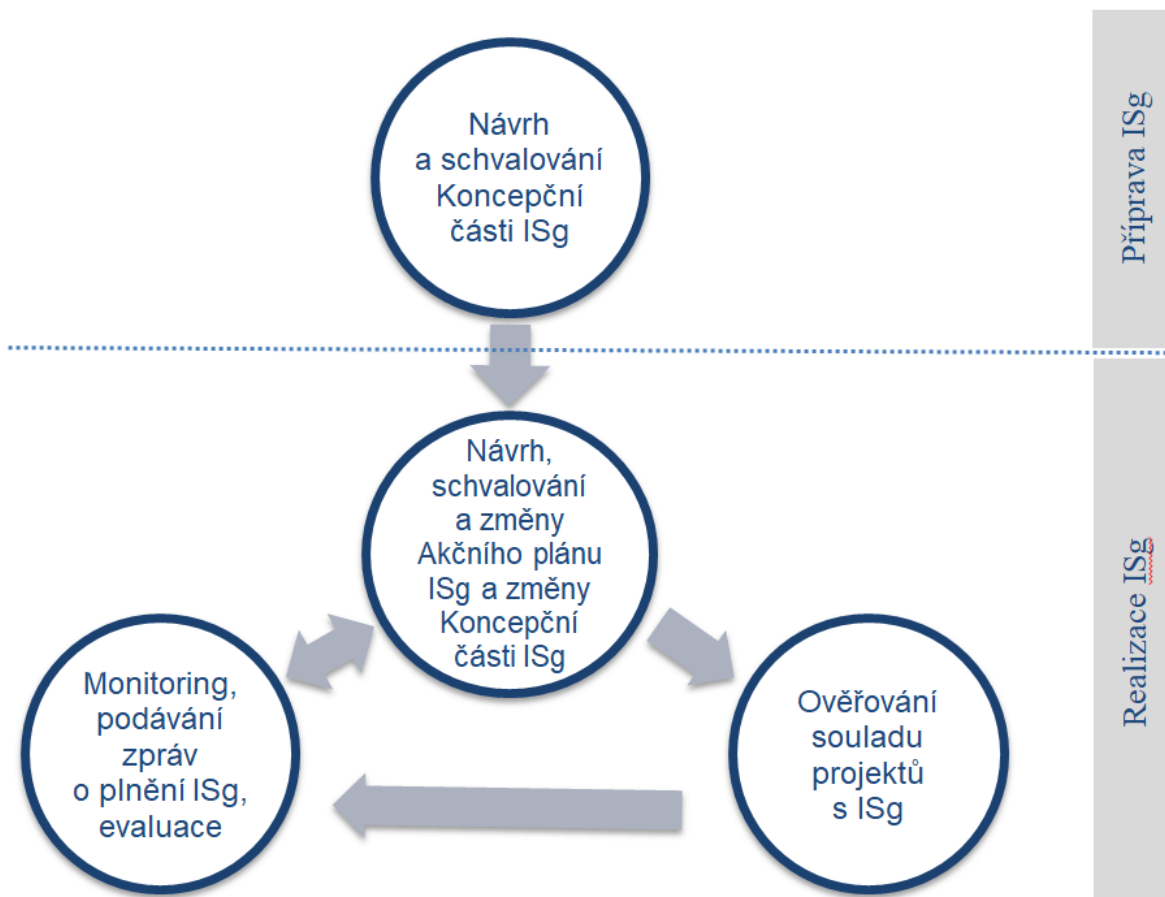 Návrh
a schvalování
Koncepční
části ISg
Příprava ISg
Návrh,
schvalování
a změny
Akčního plánu
ISg a změny
Koncepční
části ISg
Monitoring,
podávání
zpráv
o plnění ISg,
evaluace
Ověřování
souladu
projektů
s ISg
Realizace ISg